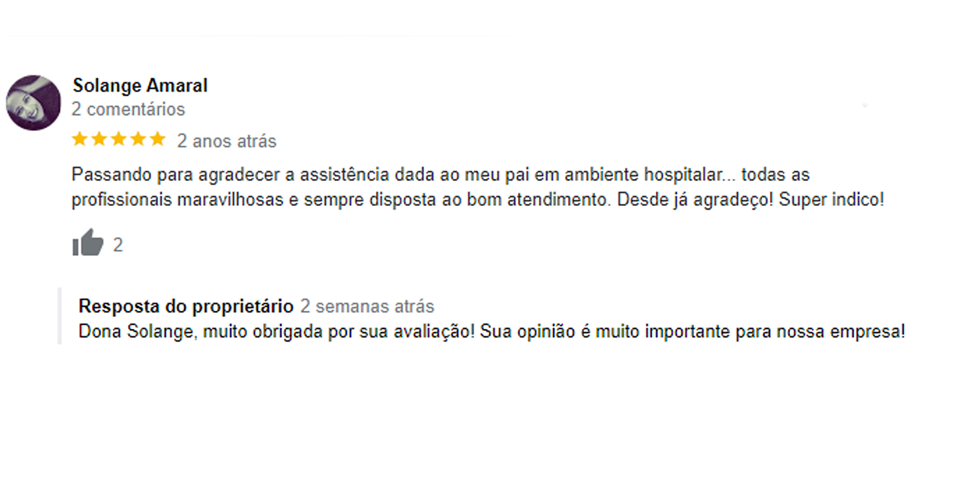 Solange Amaral
2 comentários
2 anos atrás
Passando para agradecer a assistência dada ao meu pai em ambiente hospitalar... todas as
profissionais maravilhosas e sempre disposta ao bom atendimento. Desde já agradeço! Super indico!
2
Resposta do proprietário 2 semanas atrás
Dona Solange, muito obrigada por sua avaliação! Sua opinião é muito importante para nossa empresa!